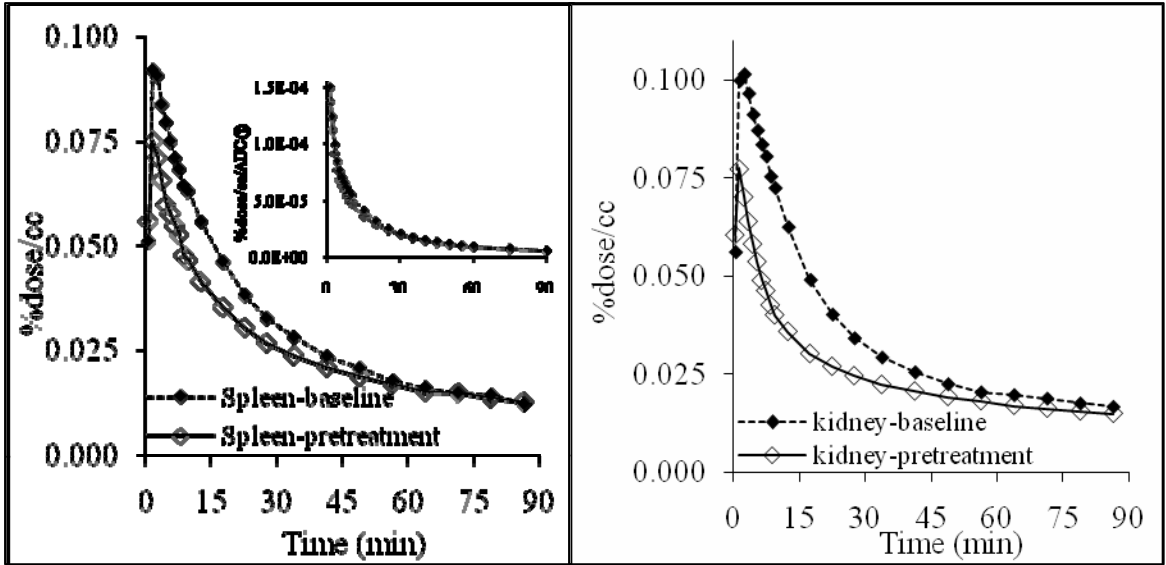 0.100
0.075
0.050
0.025
0.000
%dose/cc
0 15 30 45 60 75 90
Time (min)
Spleen-baseline
Spleen-pretreatment
1.5E-04
1.0E-04
5.0E-05
0.0E+00
0 30 60 90
0.100
0.075
0.050
0.025
0.000
%dose/cc
0 15 30 45 60 75 90
Time (min)
kidney-baseline
kidney-pretreatment